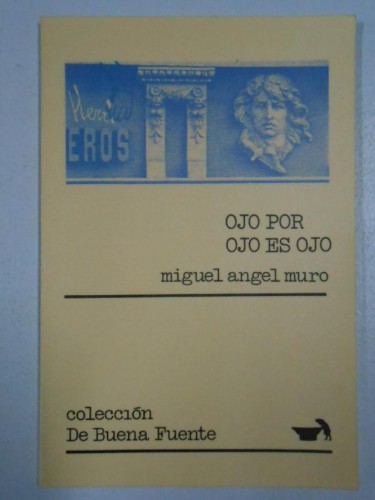 EROS
OJO POR
OJO ES OJO
miguel angel muro
colección
De Buena Fuente